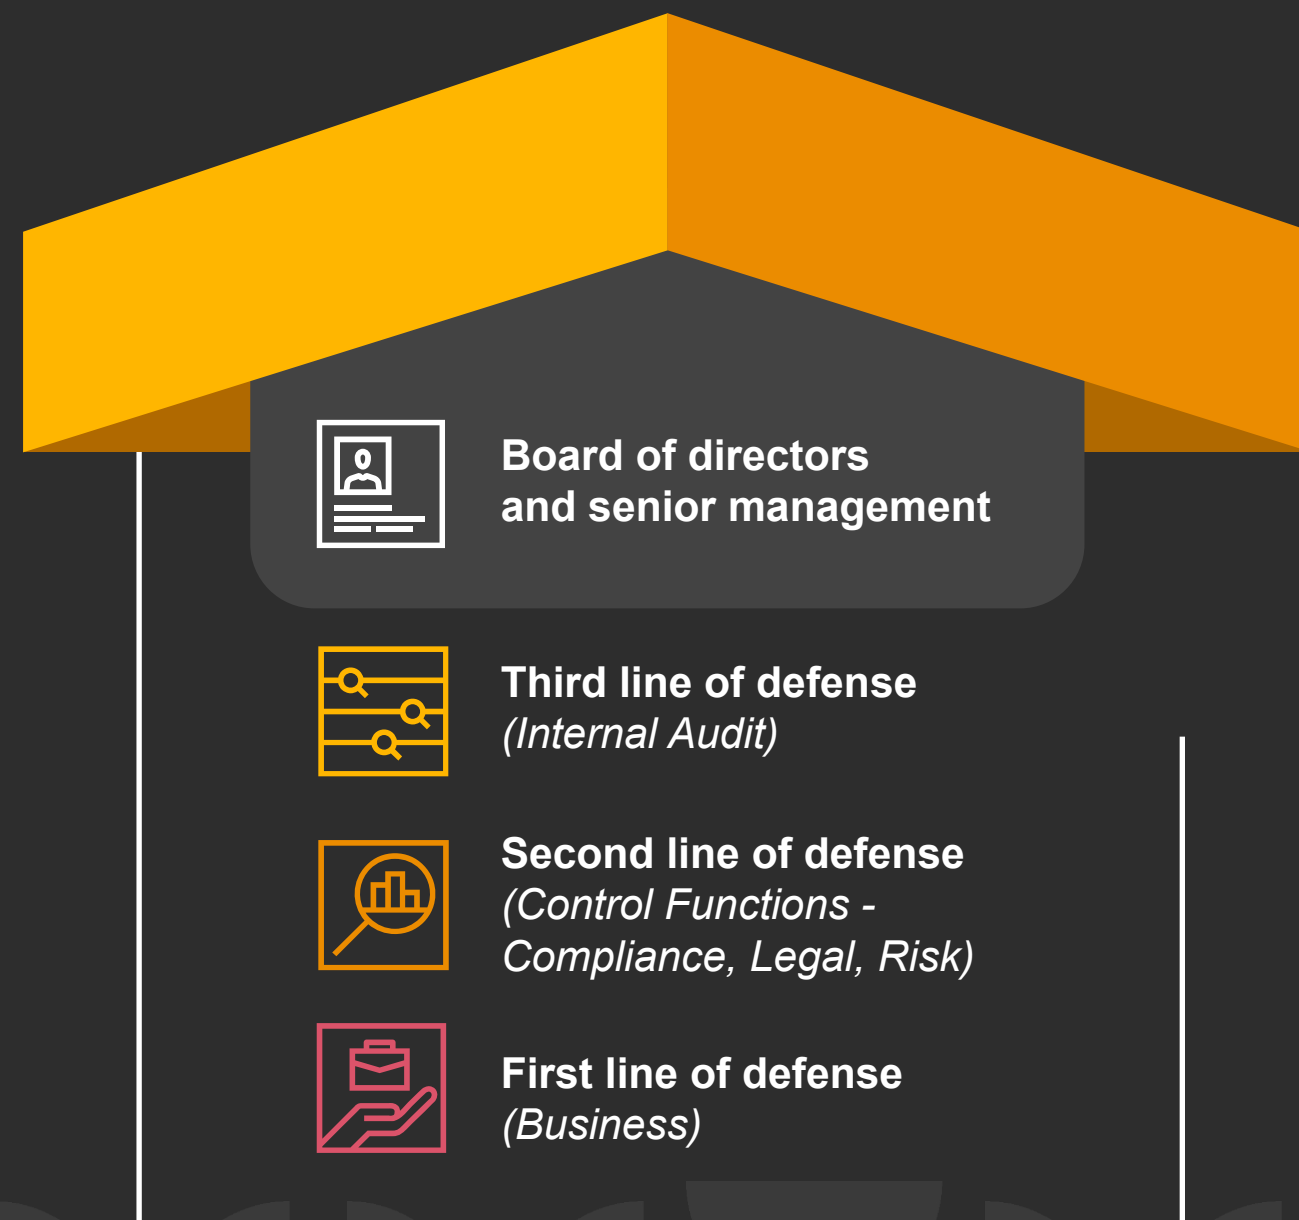 Board of directors
and senior management
Third line of defense
(Internal Audit)
Second line of defense
(Control Functions -
Compliance, Legal, Risk)
First line of defense
(Business)